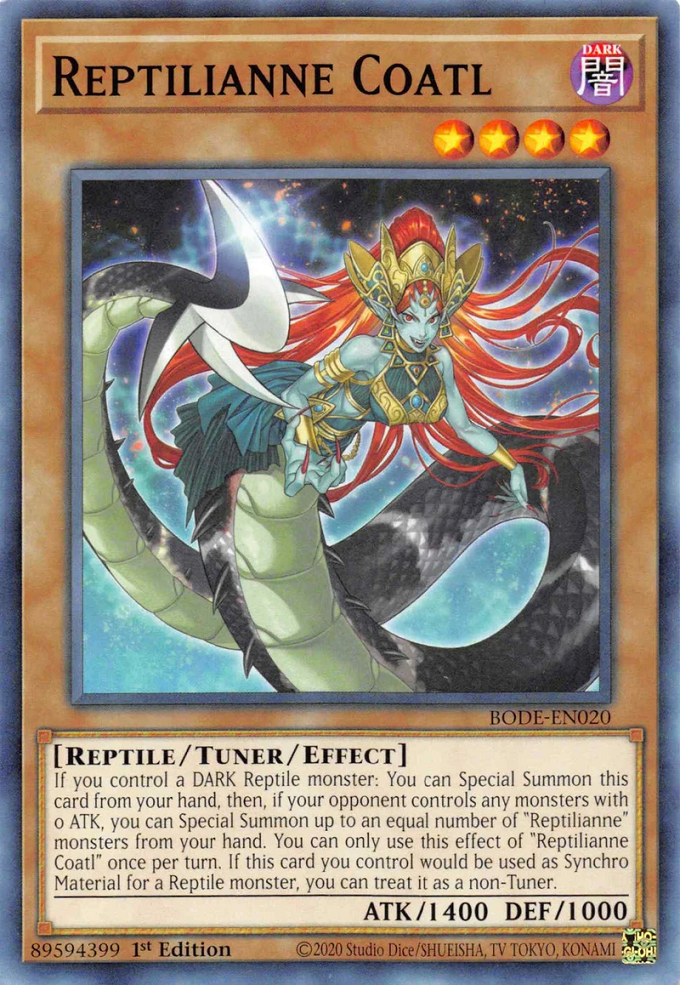 REPTILIANNE COATL
DARK
闇
BODE-EN020
[REPTILE/TUNER/EFFECT]
If you control a DARK Reptile monster: You can Special Summon this
card from your hand, then, if your opponent controls any monsters with
0 ATK, you can Special Summon up to an equal number of "Reptilianne"
monsters from your hand. You can only use this effect of "Reptilianne
Coatl" once per turn. If this card you control would be used as Synchro
Material for a Reptile monster, you can treat it as a non-Tuner.
ATK/1400 DEF/1000
89594399 1st Edition ©2020 Studio Dice/SHUEISHA, TV TOKYO, KONAMI